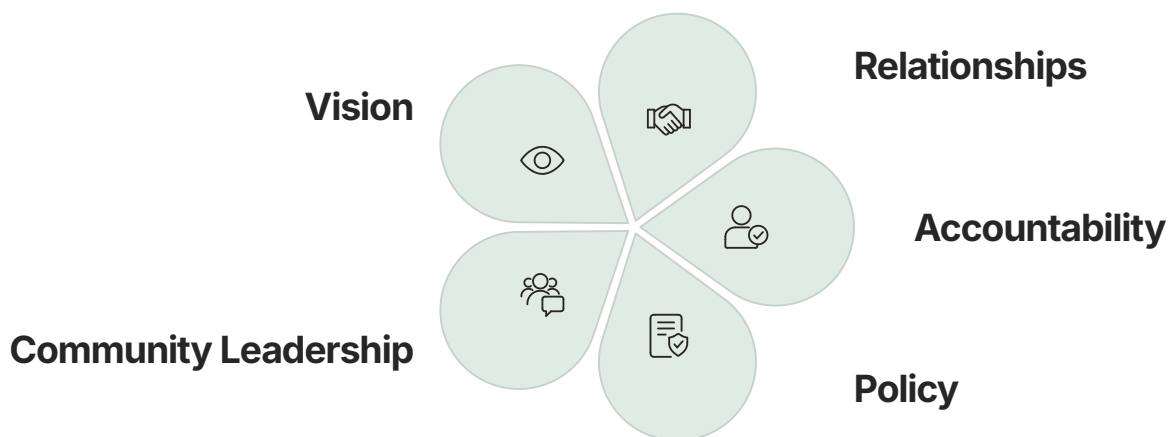 Relationships
Vision
Accountability
Community Leadership
Policy